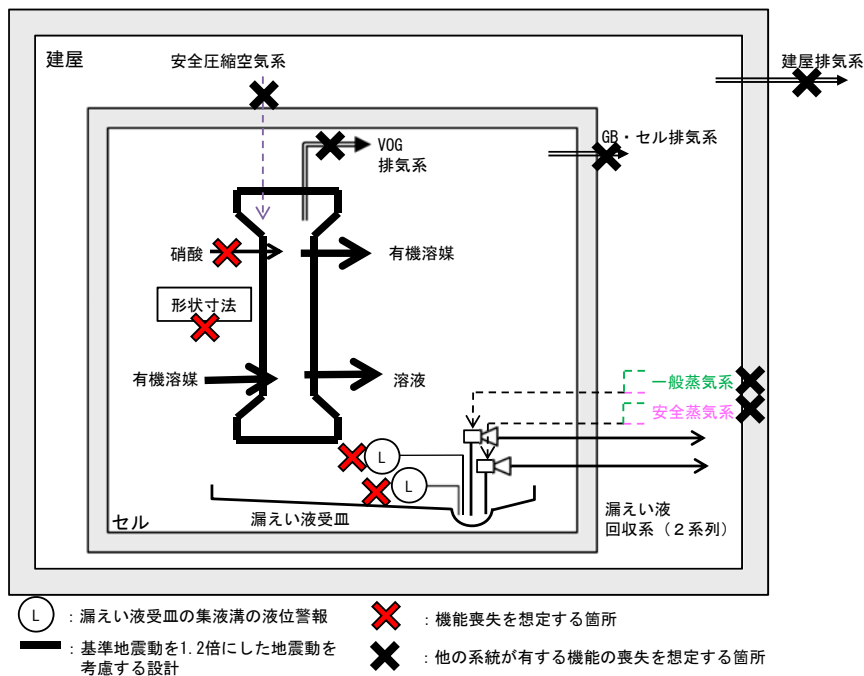 建屋
安全圧縮空気系
建屋排気系
VOG
排気系
GB・セル排気系
硝酸
有機溶媒
形状寸法
有機溶媒
溶液
一般蒸気系
安全蒸気系
L
L
セル
漏えい液受皿
漏えい液
回収系（２系列）
L
：漏えい液受皿の集液溝の液位警報
：機能喪失を想定する箇所
：基準地震動を1.2倍にした地震動を
考慮する設計
：他の系統が有する機能の喪失を想定する箇所